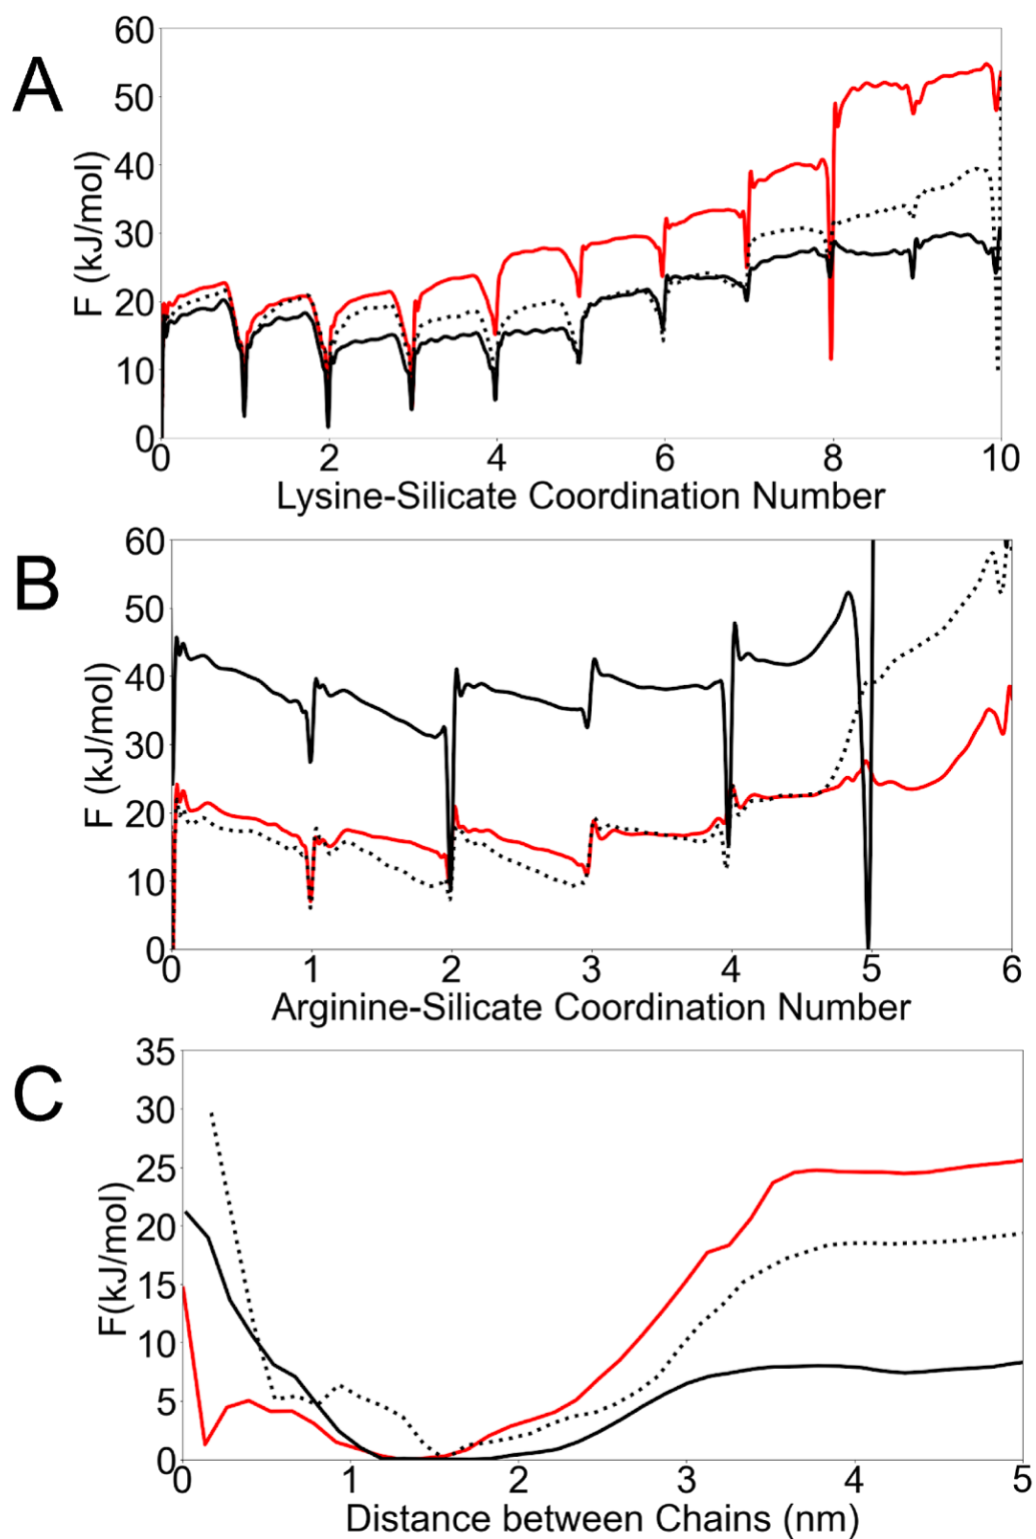 A
F (kJ/mol)
60
50
40
30
20
10
0
0 2 4 6 8 10
Lysine-Silicate Coordination Number
B
F (kJ/mol)
60
50
40
30
20
10
0
0 1 2 3 4 5 6
Arginine-Silicate Coordination Number
C
F(kJ/mol)
35
30
25
20
15
10
5
0
0 1 2 3 4 5
Distance between Chains (nm)